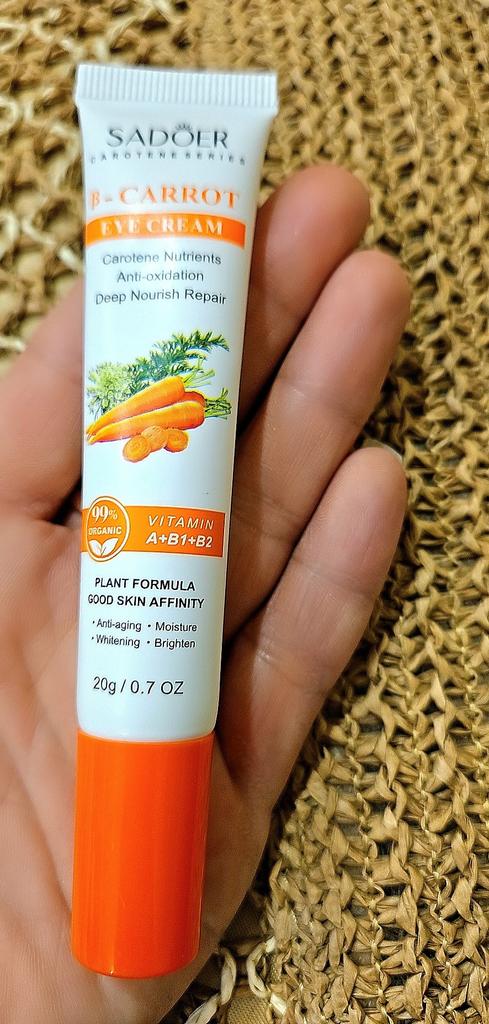 SADOER
CAROTENE SERIES
B-CARROT
EYE CREAM
Carotene Nutrients
Anti-oxidation
Deep Nourish Repair
99%
ORGANIC
VITAMIN
A+B1+B2
PLANT FORMULA
GOOD SKIN AFFINITY
· Anti-aging · Moisture
· Whitening · Brighten
20g / 0.7 OZ